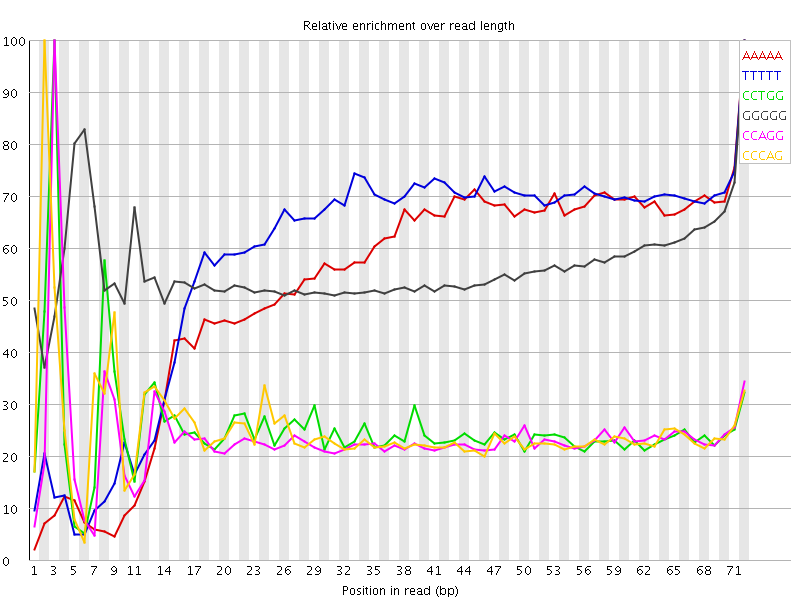 Relative enrichment over read length
100
90
80
70
60
50
40
30
20
10
0
AAAAA
TTTTT
CCTGG
GGGGG
CCAGG
CCCAG
1 3 5 7 9 11 14 17 20 23 26 29 32 35 38 41 44 47 50 53 56 59 62 65 68 71
Position in read (bp)